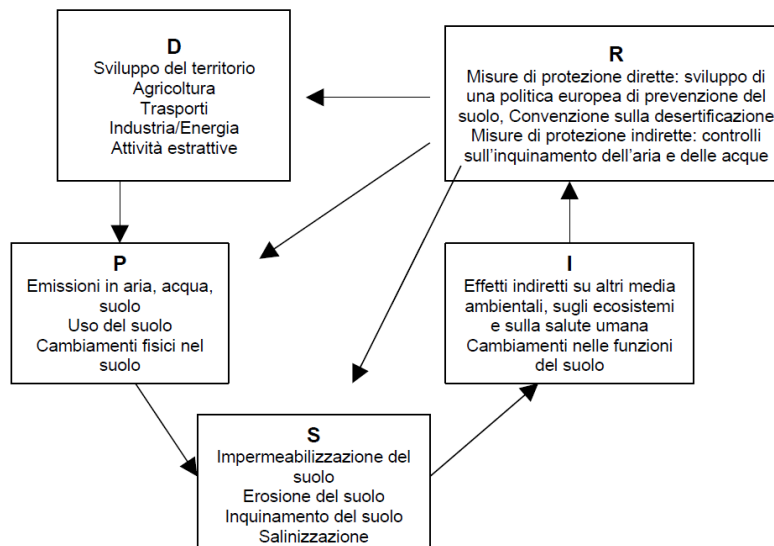 D
Sviluppo del territorio
Agricoltura
Trasporti
Industria/Energia
Attività estrattive
R
Misure di protezione dirette: sviluppo di
una politica europea di prevenzione del
suolo, Convenzione sulla desertificazione
Misure di protezione indirette: controlli
sull'inquinamento dell'aria e delle acque
P
Emissioni in aria, acqua,
suolo
Uso del suolo
Cambiamenti fisici nel
suolo
I
Effetti indiretti su altri media
ambientali, sugli ecosistemi
e sulla salute umana
Cambiamenti nelle funzioni
del suolo
S
Impermeabilizzazione del
suolo
Erosione del suolo
Inquinamento del suolo
Salinizzazione